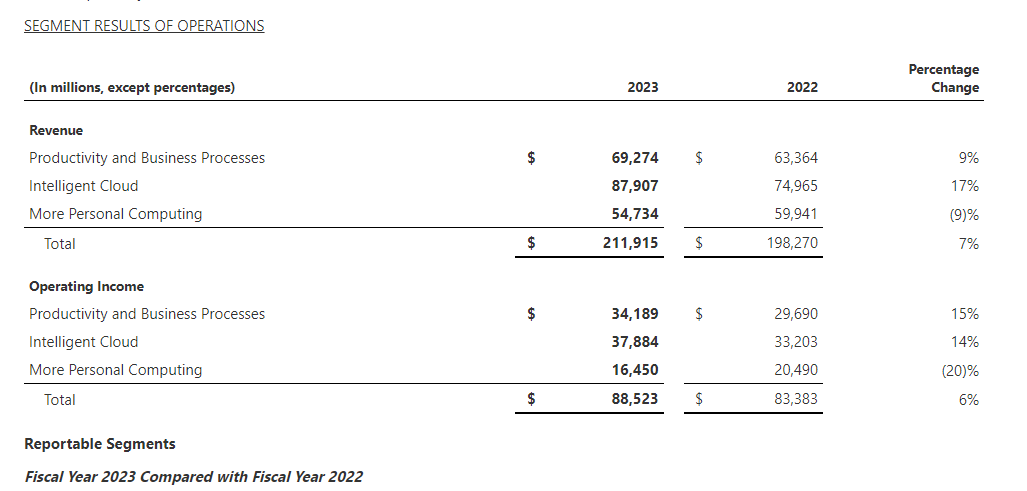 SEGMENT RESULTS OF OPERATIONS
Percentage
(In millions, except percentages) 2023 2022 Change
Revenue
Productivity and Business Processes $ 69,274 $ 63,364 9%
Intelligent Cloud 87,907 74,965 17%
More Personal Computing 54,734 59,941 (9)%
Total $ 211,915 $ 198,270 7%
Operating Income
Productivity and Business Processes $ 34,189 $ 29,690 15%
Intelligent Cloud 37,884 33,203 14%
More Personal Computing 16,450 20,490 (20)%
Total $ 88,523 $ 83,383 6%
Reportable Segments
Fiscal Year 2023 Compared with Fiscal Year 2022